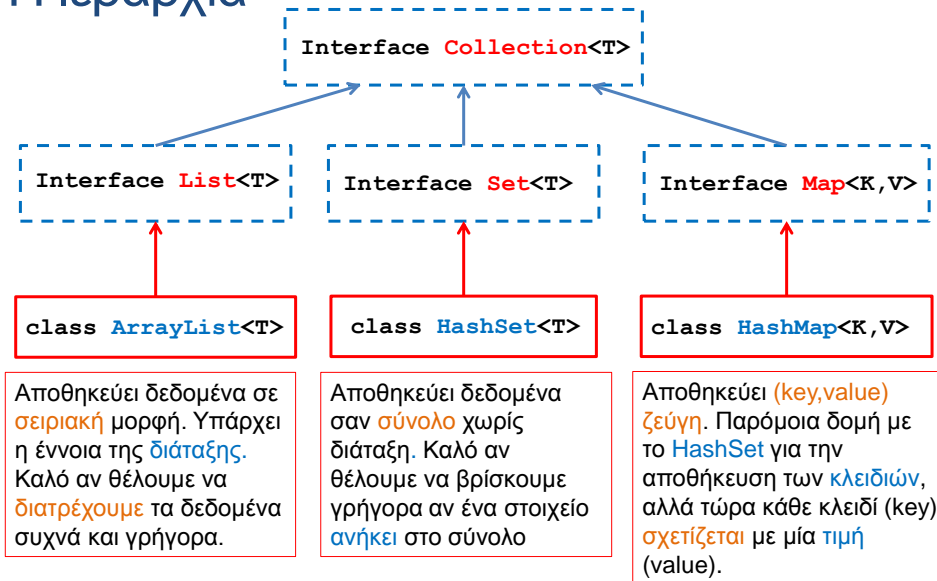 Interface Collection<T>
Interface List<T>
Interface Set<T>
Interface Map<K,V>
class ArrayList<T>
class HashSet<T>
class HashMap<K,V>
Αποθηκεύει δεδομένα σε
σειριακή μορφή. Υπάρχει
η έννοια της διάταξης.
Καλό αν θέλουμε να
διατρέχουμε τα δεδομένα
συχνά και γρήγορα.
Αποθηκεύει δεδομένα
σαν σύνολο χωρίς
διάταξη. Καλό αν
θέλουμε να βρίσκουμε
γρήγορα αν ένα στοιχείο
ανήκει στο σύνολο
Αποθηκεύει (key,value)
ζεύγη. Παρόμοια δομή με
το HashSet για την
αποθήκευση των κλειδιών,
αλλά τώρα κάθε κλειδί (key)
σχετίζεται με μία τιμή
(value).